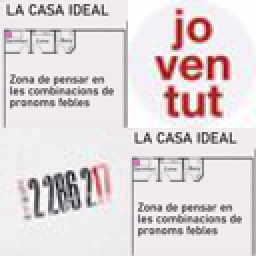 LA CASA IDEAL
Zona de pensar en
les combinacions de
pronoms febles
jo
ven
tut
2286217
LA CASA IDEAL
Zona de pensar en
les combinacions de
pronoms febles